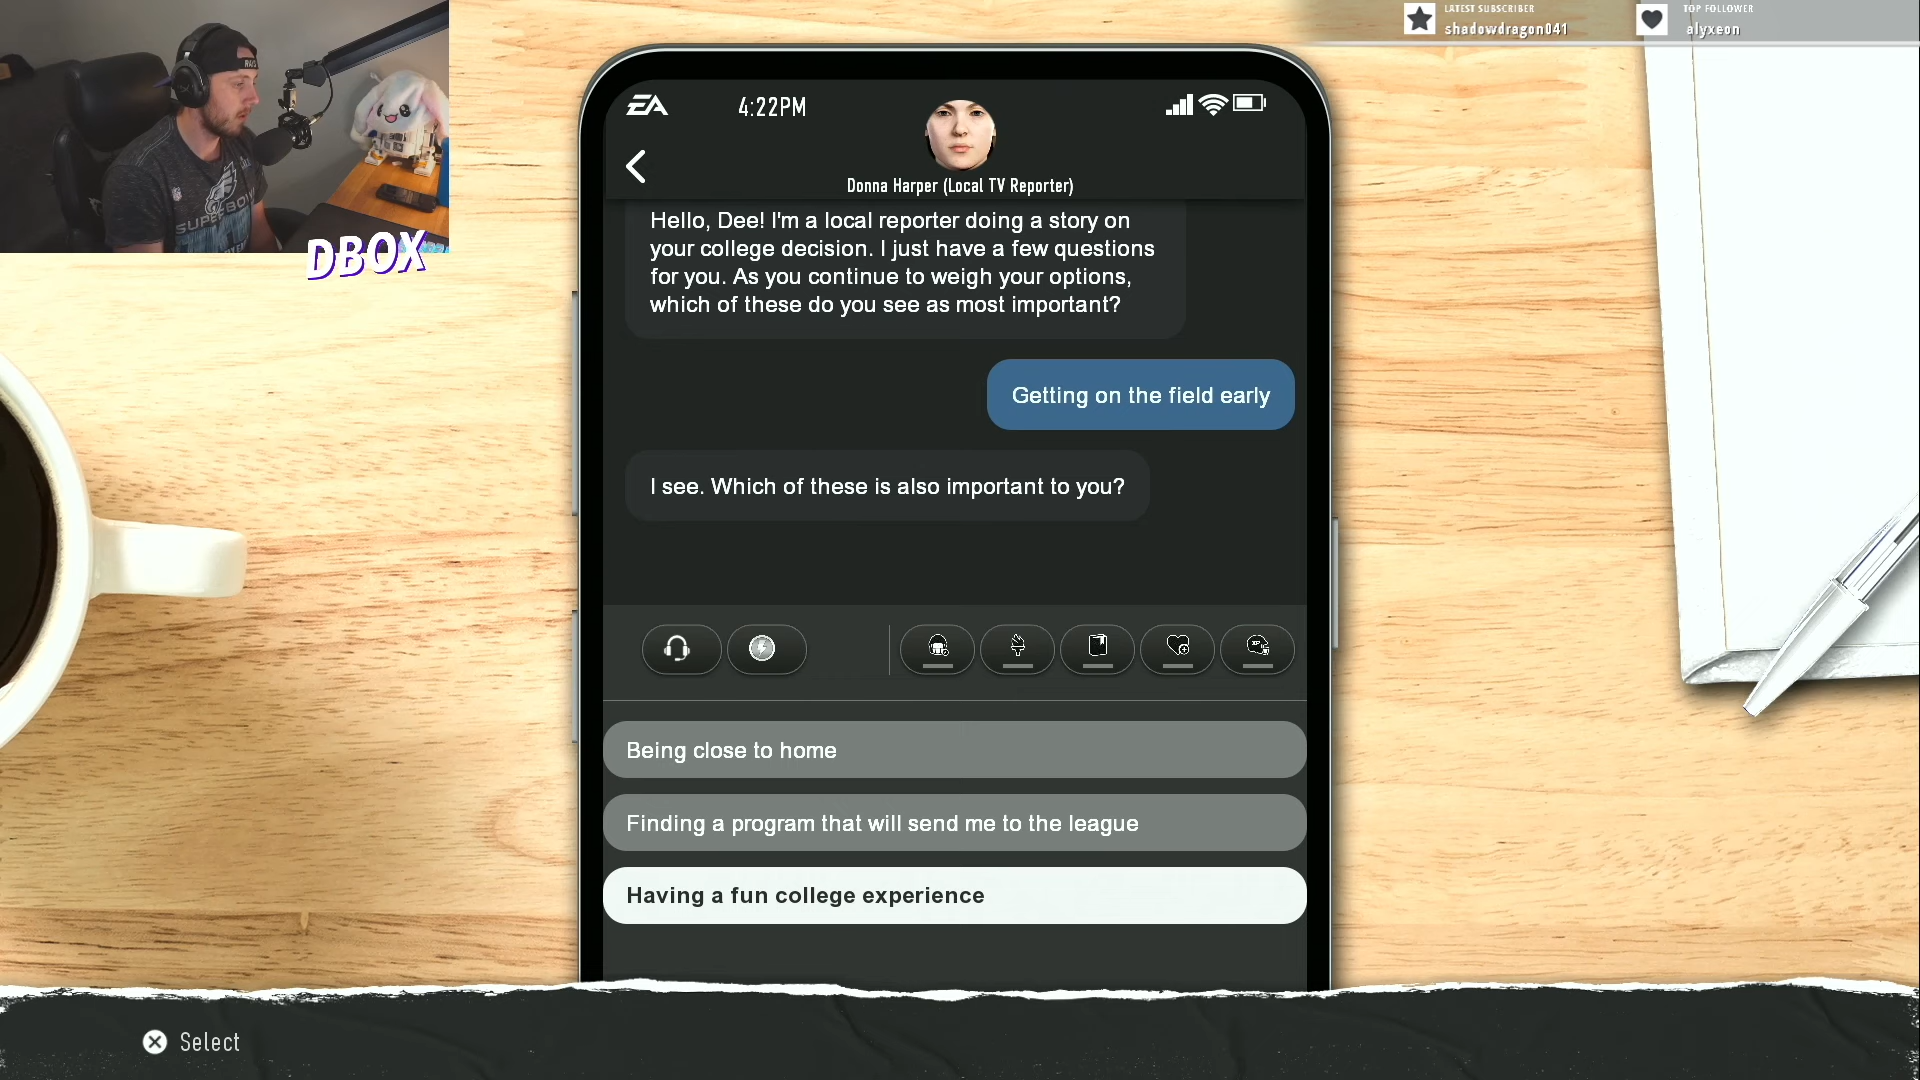 LATEST SUBSCRIBER
shadowdragon041
TOP FOLLOWER
alyxeon
EA
4:22PM
Donna Harper (Local TV Reporter)
Hello, Dee! I'm a local reporter doing a story on
your college decision. I just have a few questions
for you. As you continue to weigh your options,
which of these do you see as most important?
SUPER BOWL
DBOX
Getting on the field early
I see. Which of these is also important to you?
Being close to home
Finding a program that will send me to the league
Having a fun college experience
Select